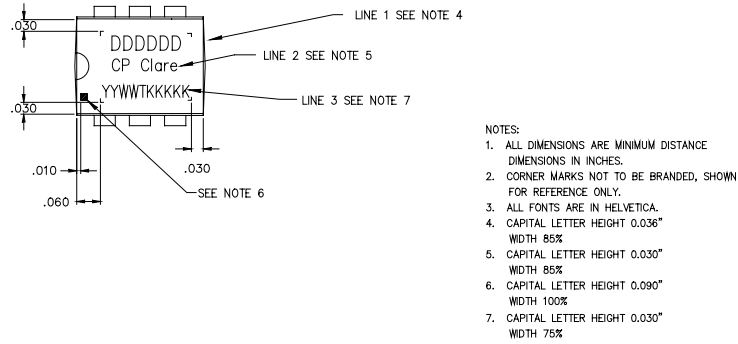 LINE 1 SEE NOTE 4
.030
DDDDDD
LINE 2 SEE NOTE 5
CP Clare
YYWWTKKKKK
LINE 3 SEE NOTE 7
.030
.010
.030
SEE NOTE 6
.060
NOTES:
1. ALL DIMENSIONS ARE MINIMUM DISTANCE
DIMENSIONS IN INCHES.
2. CORNER MARKS NOT TO BE BRANDED, SHOWN
FOR REFERENCE ONLY.
3. ALL FONTS ARE IN HELVETICA.
4. CAPITAL LETTER HEIGHT 0.036"
WIDTH 85%
5. CAPITAL LETTER HEIGHT 0.030"
WIDTH 85%
6. CAPITAL LETTER HEIGHT 0.090"
WIDTH 100%
7. CAPITAL LETTER HEIGHT 0.030"
WIDTH 75%